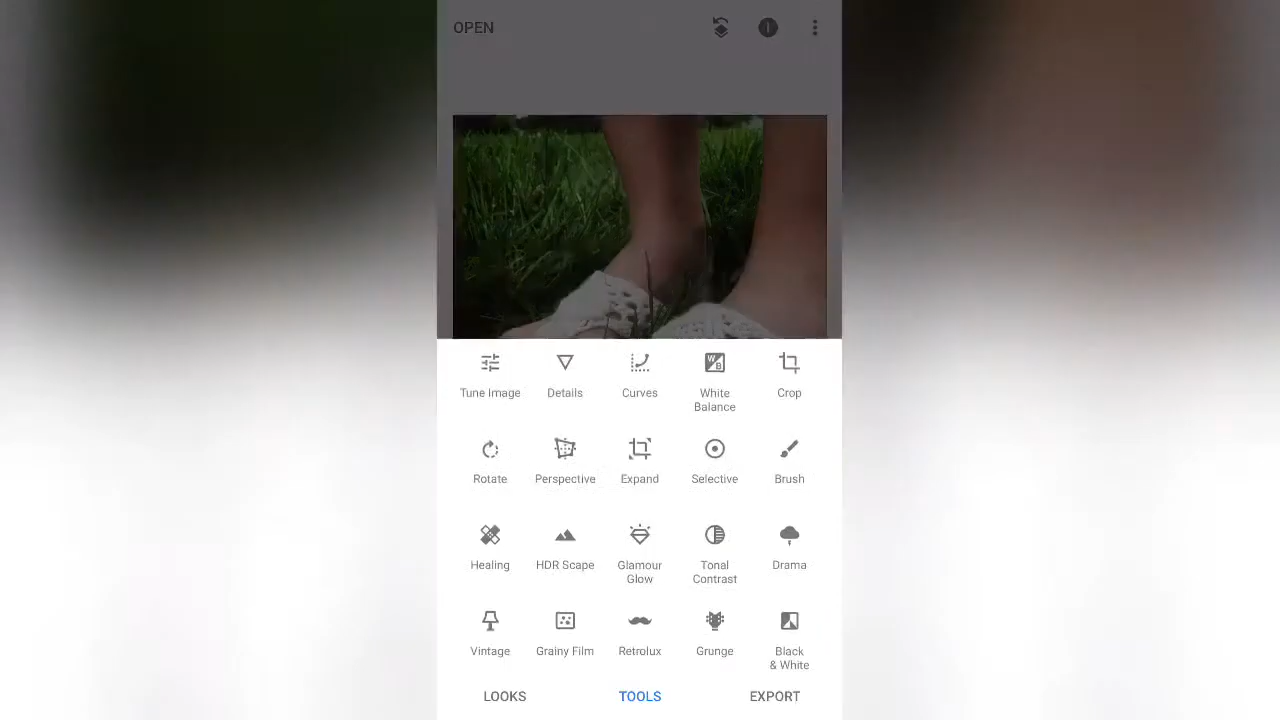 OPEN
Tune Image
Details
Curves
White
Balance
Crop
Rotate
Perspective
Expand
Selective
Brush
Healing
HDR Scape
Glamour
Glow
Tonal
Contrast
Drama
Vintage
Grainy Film
Retrolux
Grunge
Black
& White
LOOKS
TOOLS
EXPORT